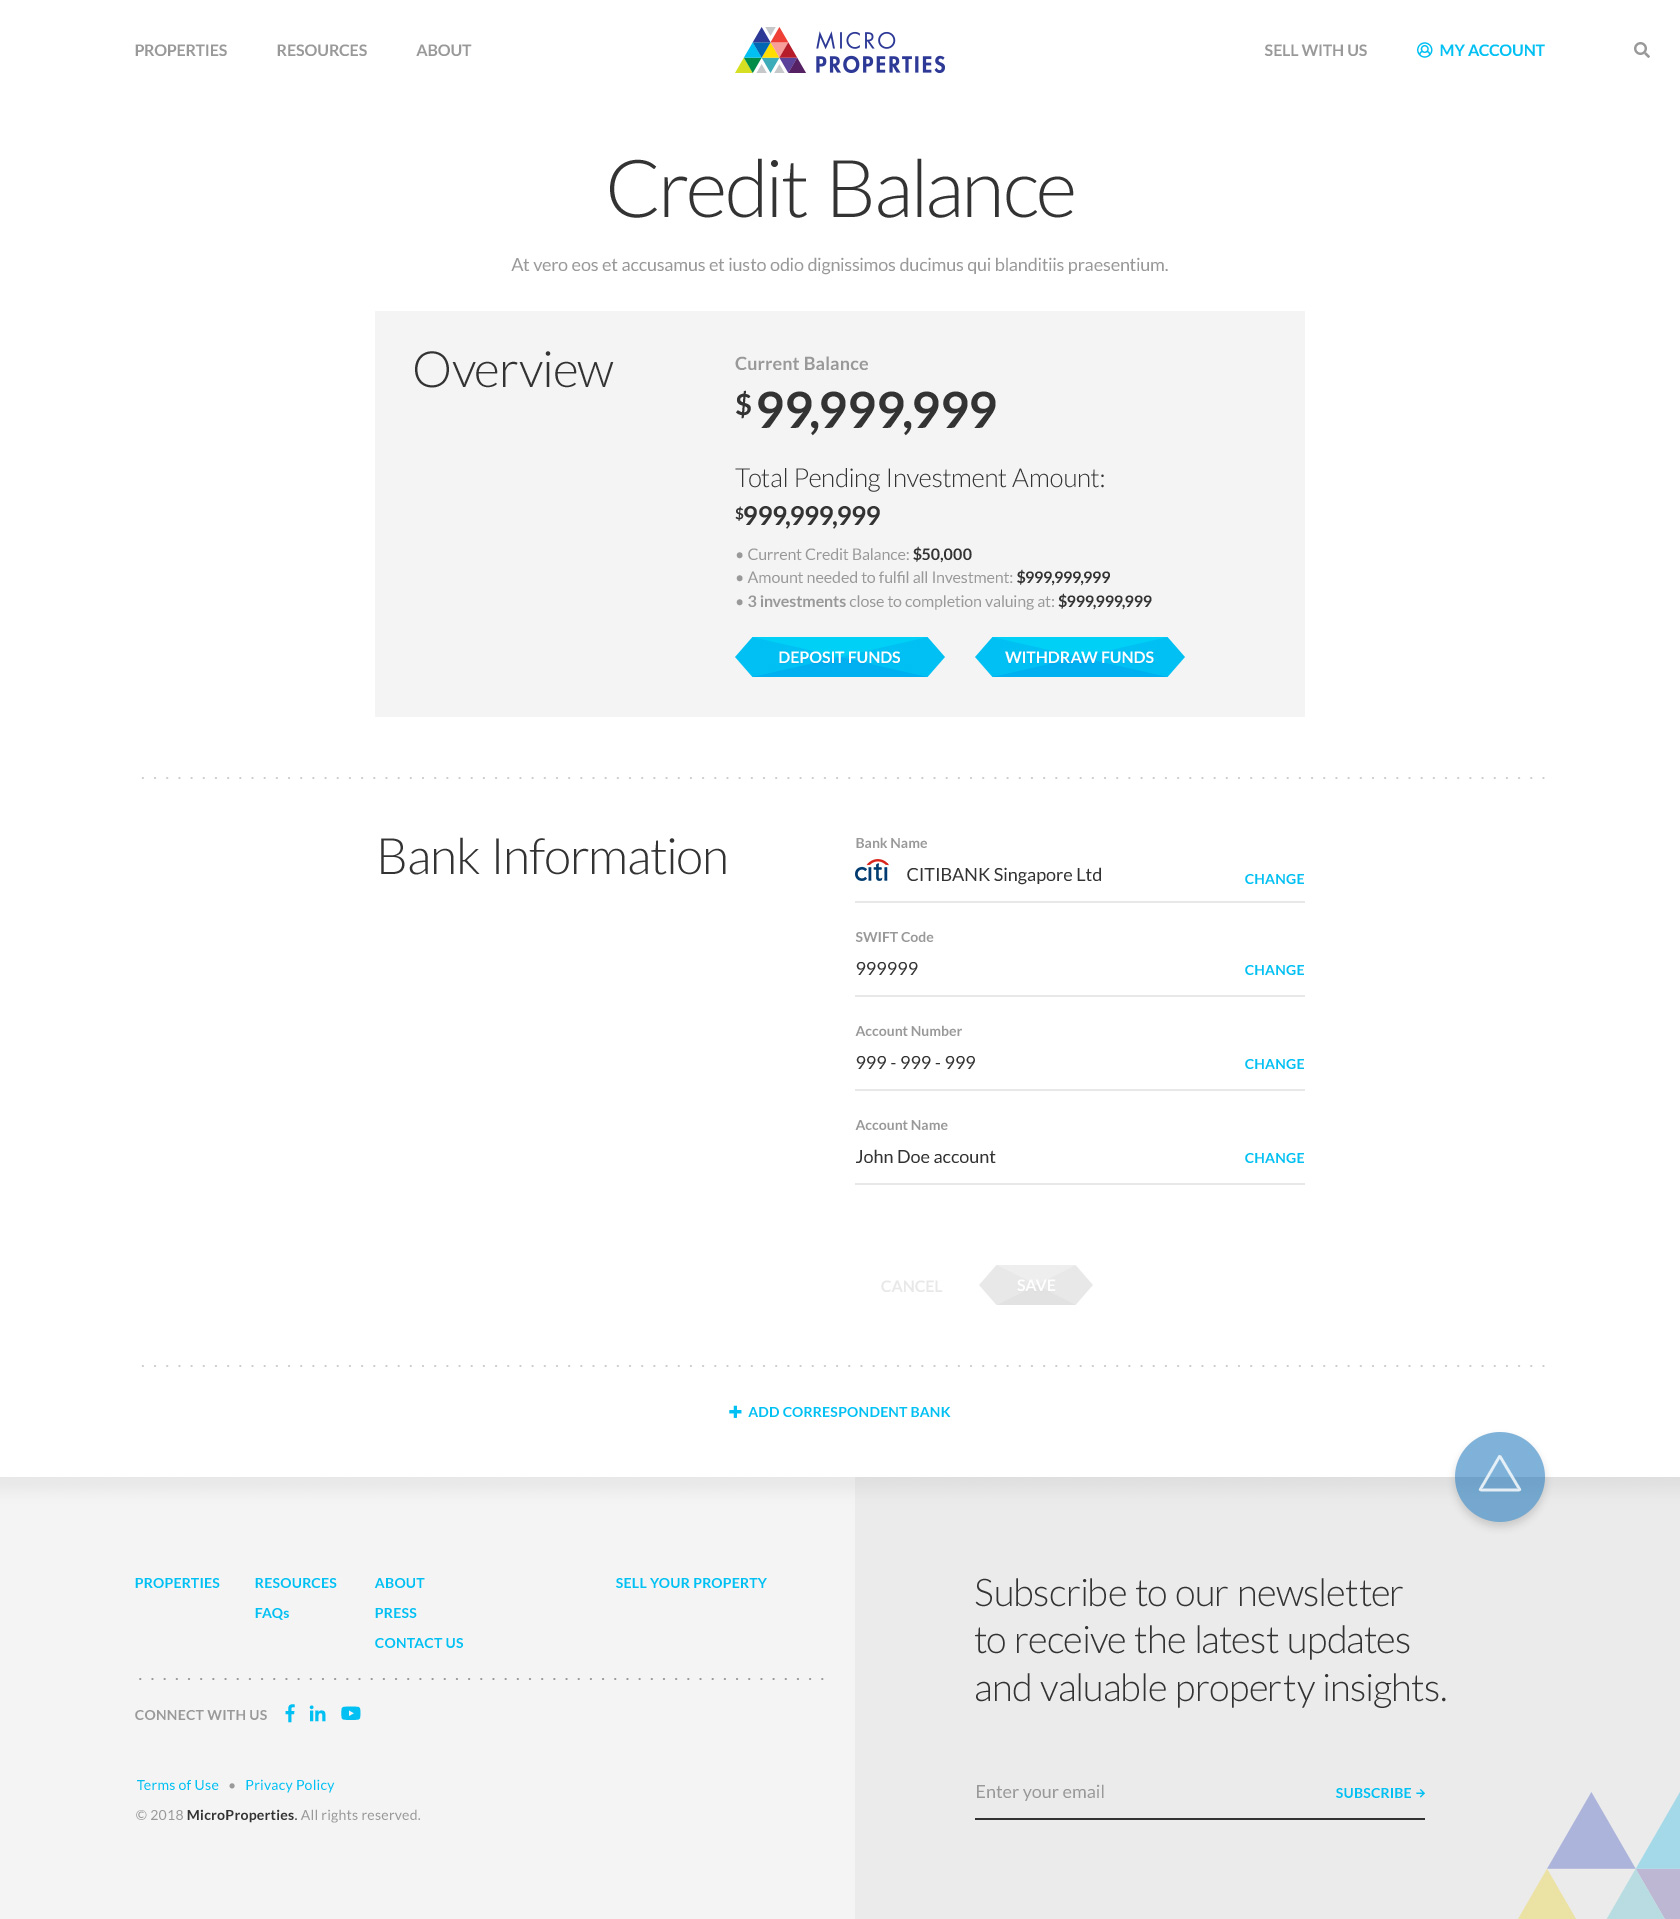 PROPERTIES RESOURCES ABOUT MICRO PROPERTIES SELL WITH US MY ACCOUNT
Credit Balance
At vero eos et accusamus et iusto odio dignissimos ducimus qui blanditiis praesentium.
Overview
Current Balance
$99,999,999
Total Pending Investment Amount:
$999,999,999
• Current Credit Balance: $50,000
• Amount needed to fulfil all Investment: $999,999,999
• 3 investments close to completion valuing at: $999,999,999
DEPOSIT FUNDS WITHDRAW FUNDS
Bank Information
Bank Name
citi CITIBANK Singapore Ltd CHANGE
SWIFT Code
999999 CHANGE
Account Number
999 - 999 - 999 CHANGE
Account Name
John Doe account CHANGE
CANCEL SAVE
ADD CORRESPONDENT BANK
PROPERTIES RESOURCES ABOUT SELL YOUR PROPERTY
FAQs PRESS
CONTACT US
CONNECT WITH US
Terms of Use • Privacy Policy
© 2018 MicroProperties. All rights reserved.
Subscribe to our newsletter
to receive the latest updates
and valuable property insights.
Enter your email SUBSCRIBE →